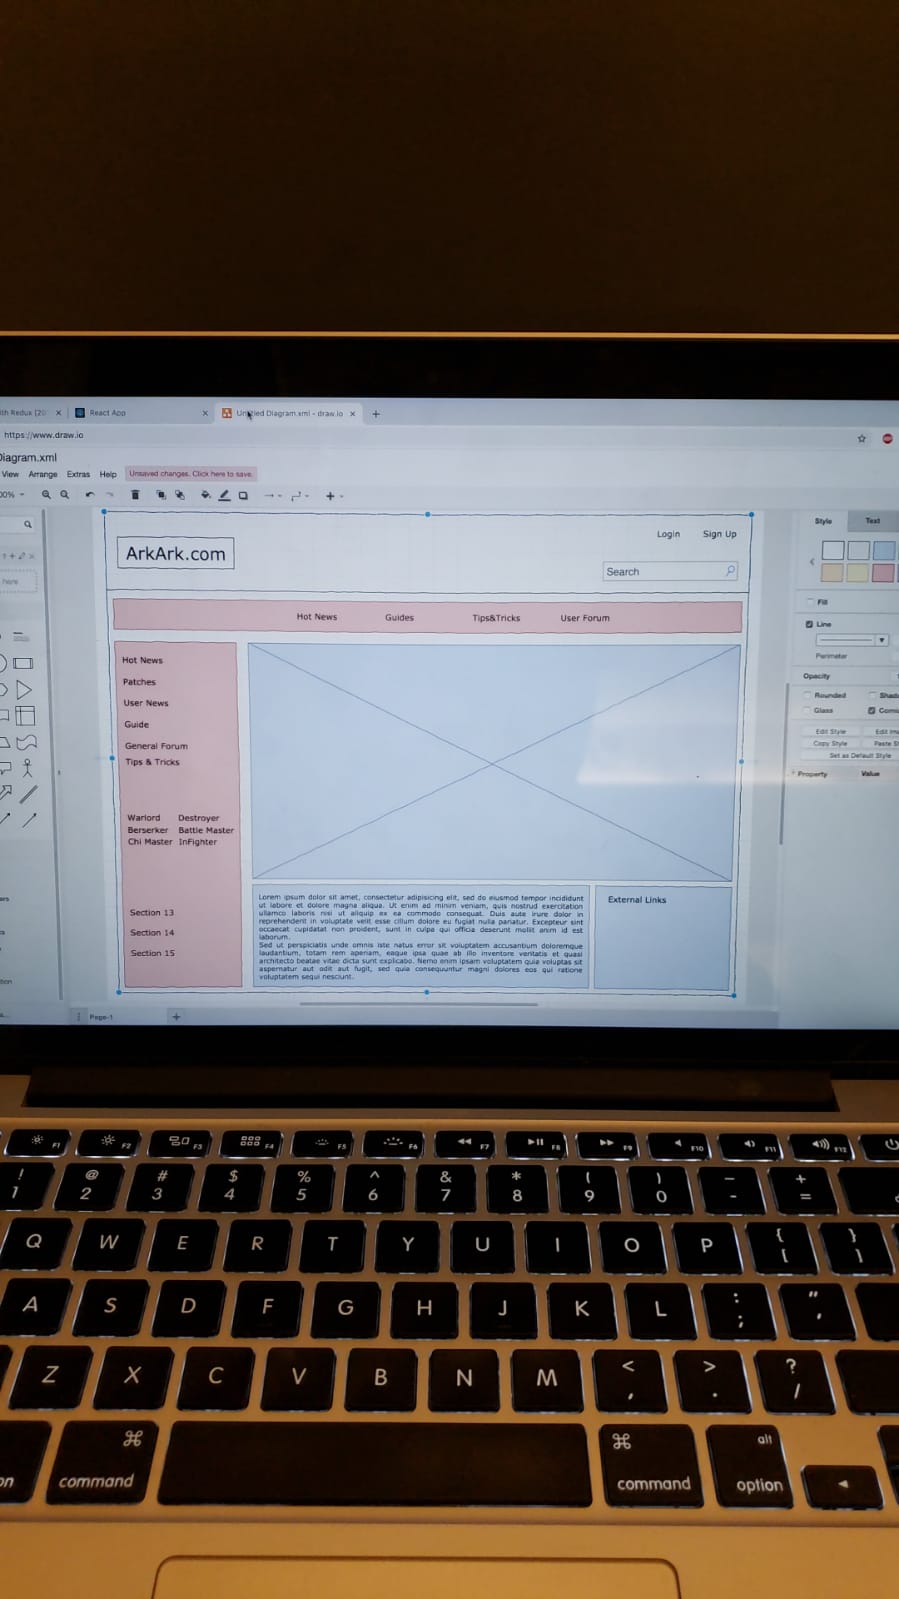 ith Redux [20 × React App × Untitled Diagram.xml - draw.io × +
https://www.draw.io
Diagram.xml
View Arrange Extras Help Unsaved changes. Click here to save.
00%
ArkArk.com
Login Sign Up
Search
Hot News Guides Tips&Tricks User Forum
Hot News
Patches
User News
Guide
General Forum
Tips & Tricks
Warlord Destroyer
Berserker Battle Master
Chi Master InFighter
Section 13
Section 14
Section 15
Lorem ipsum dolor sit amet, consectetur adipisicing elit, sed do eiusmod tempor incididunt
ut labore et dolore magna aliqua. Ut enim ad minim veniam, quis nostrud exercitation
ullamco laboris nisi ut aliquip ex ea commodo consequat. Duis aute irure dolor in
reprehenderit in voluptate velit esse cillum dolore eu fugiat nulla pariatur. Excepteur sint
occaecat cupidatat non proident, sunt in culpa qui officia deserunt mollit anim id est
laborum.
Sed ut perspiciatis unde omnis iste natus error sit voluptatem accusantium doloremque
laudantium, totam rem aperiam, eaque ipsa quae ab illo inventore veritatis et quasi
architecto beatae vitae dicta sunt explicabo. Nemo enim ipsam voluptatem quia voluptas sit
aspernatur aut odit aut fugit, sed quia consequuntur magni dolores eos qui ratione
voluptatem sequi nesciunt.
External Links
Style Text
Fill
Line
Perimeter
Opacity
Rounded Shad
Glass Comi
Edit Style Edit Im
Copy Style Paste S
Set as Default Style
Property Value
here
Page-1 +
F1 F2 F3 F4 F5 F6 F7 F8 F9 F10 F11 F12
! @ # $ % ^ & * ( ) _ +
1 2 3 4 5 6 7 8 9 0 - =
Q W E R T Y U I O P { }
[ ]
A S D F G H J K L : "
; '
Z X C V B N M < > ?
, . /
⌘ ⌘ alt
on command command option